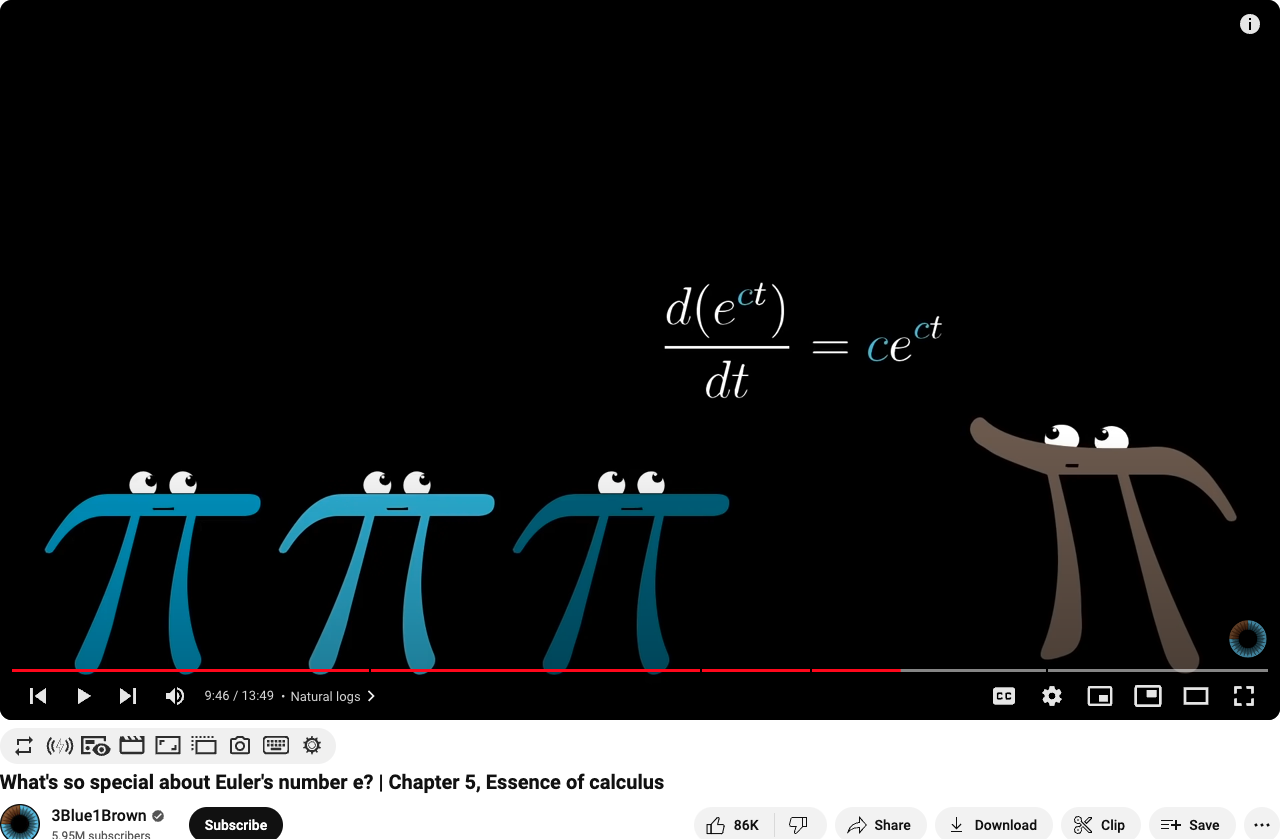 d(e^{ct})
dt
= ce^{ct}
9:46 / 13:49 • Natural logs
CC
What's so special about Euler's number e? | Chapter 5, Essence of calculus
3Blue1Brown
5.95M subscribers
Subscribe
86K
Share
Download
Clip
Save